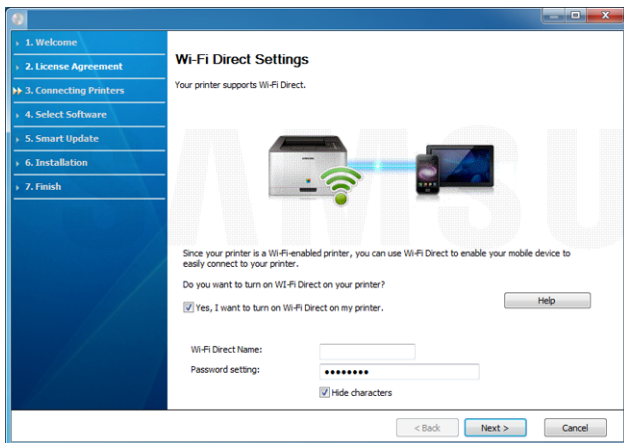 1. Welcome
2. License Agreement
3. Connecting Printers
4. Select Software
5. Smart Update
6. Installation
7. Finish
Wi-Fi Direct Settings
Your printer supports Wi-Fi Direct.
SAMSU
Since your printer is a Wi-Fi-enabled printer, you can use Wi-Fi Direct to enable your mobile device to
easily connect to your printer.
Do you want to turn on WI-Fi Direct on your printer?
Yes, I want to turn on Wi-Fi Direct on my printer.
Help
Wi-Fi Direct Name:
Password setting:
••••••••
Hide characters
< Back
Next >
Cancel